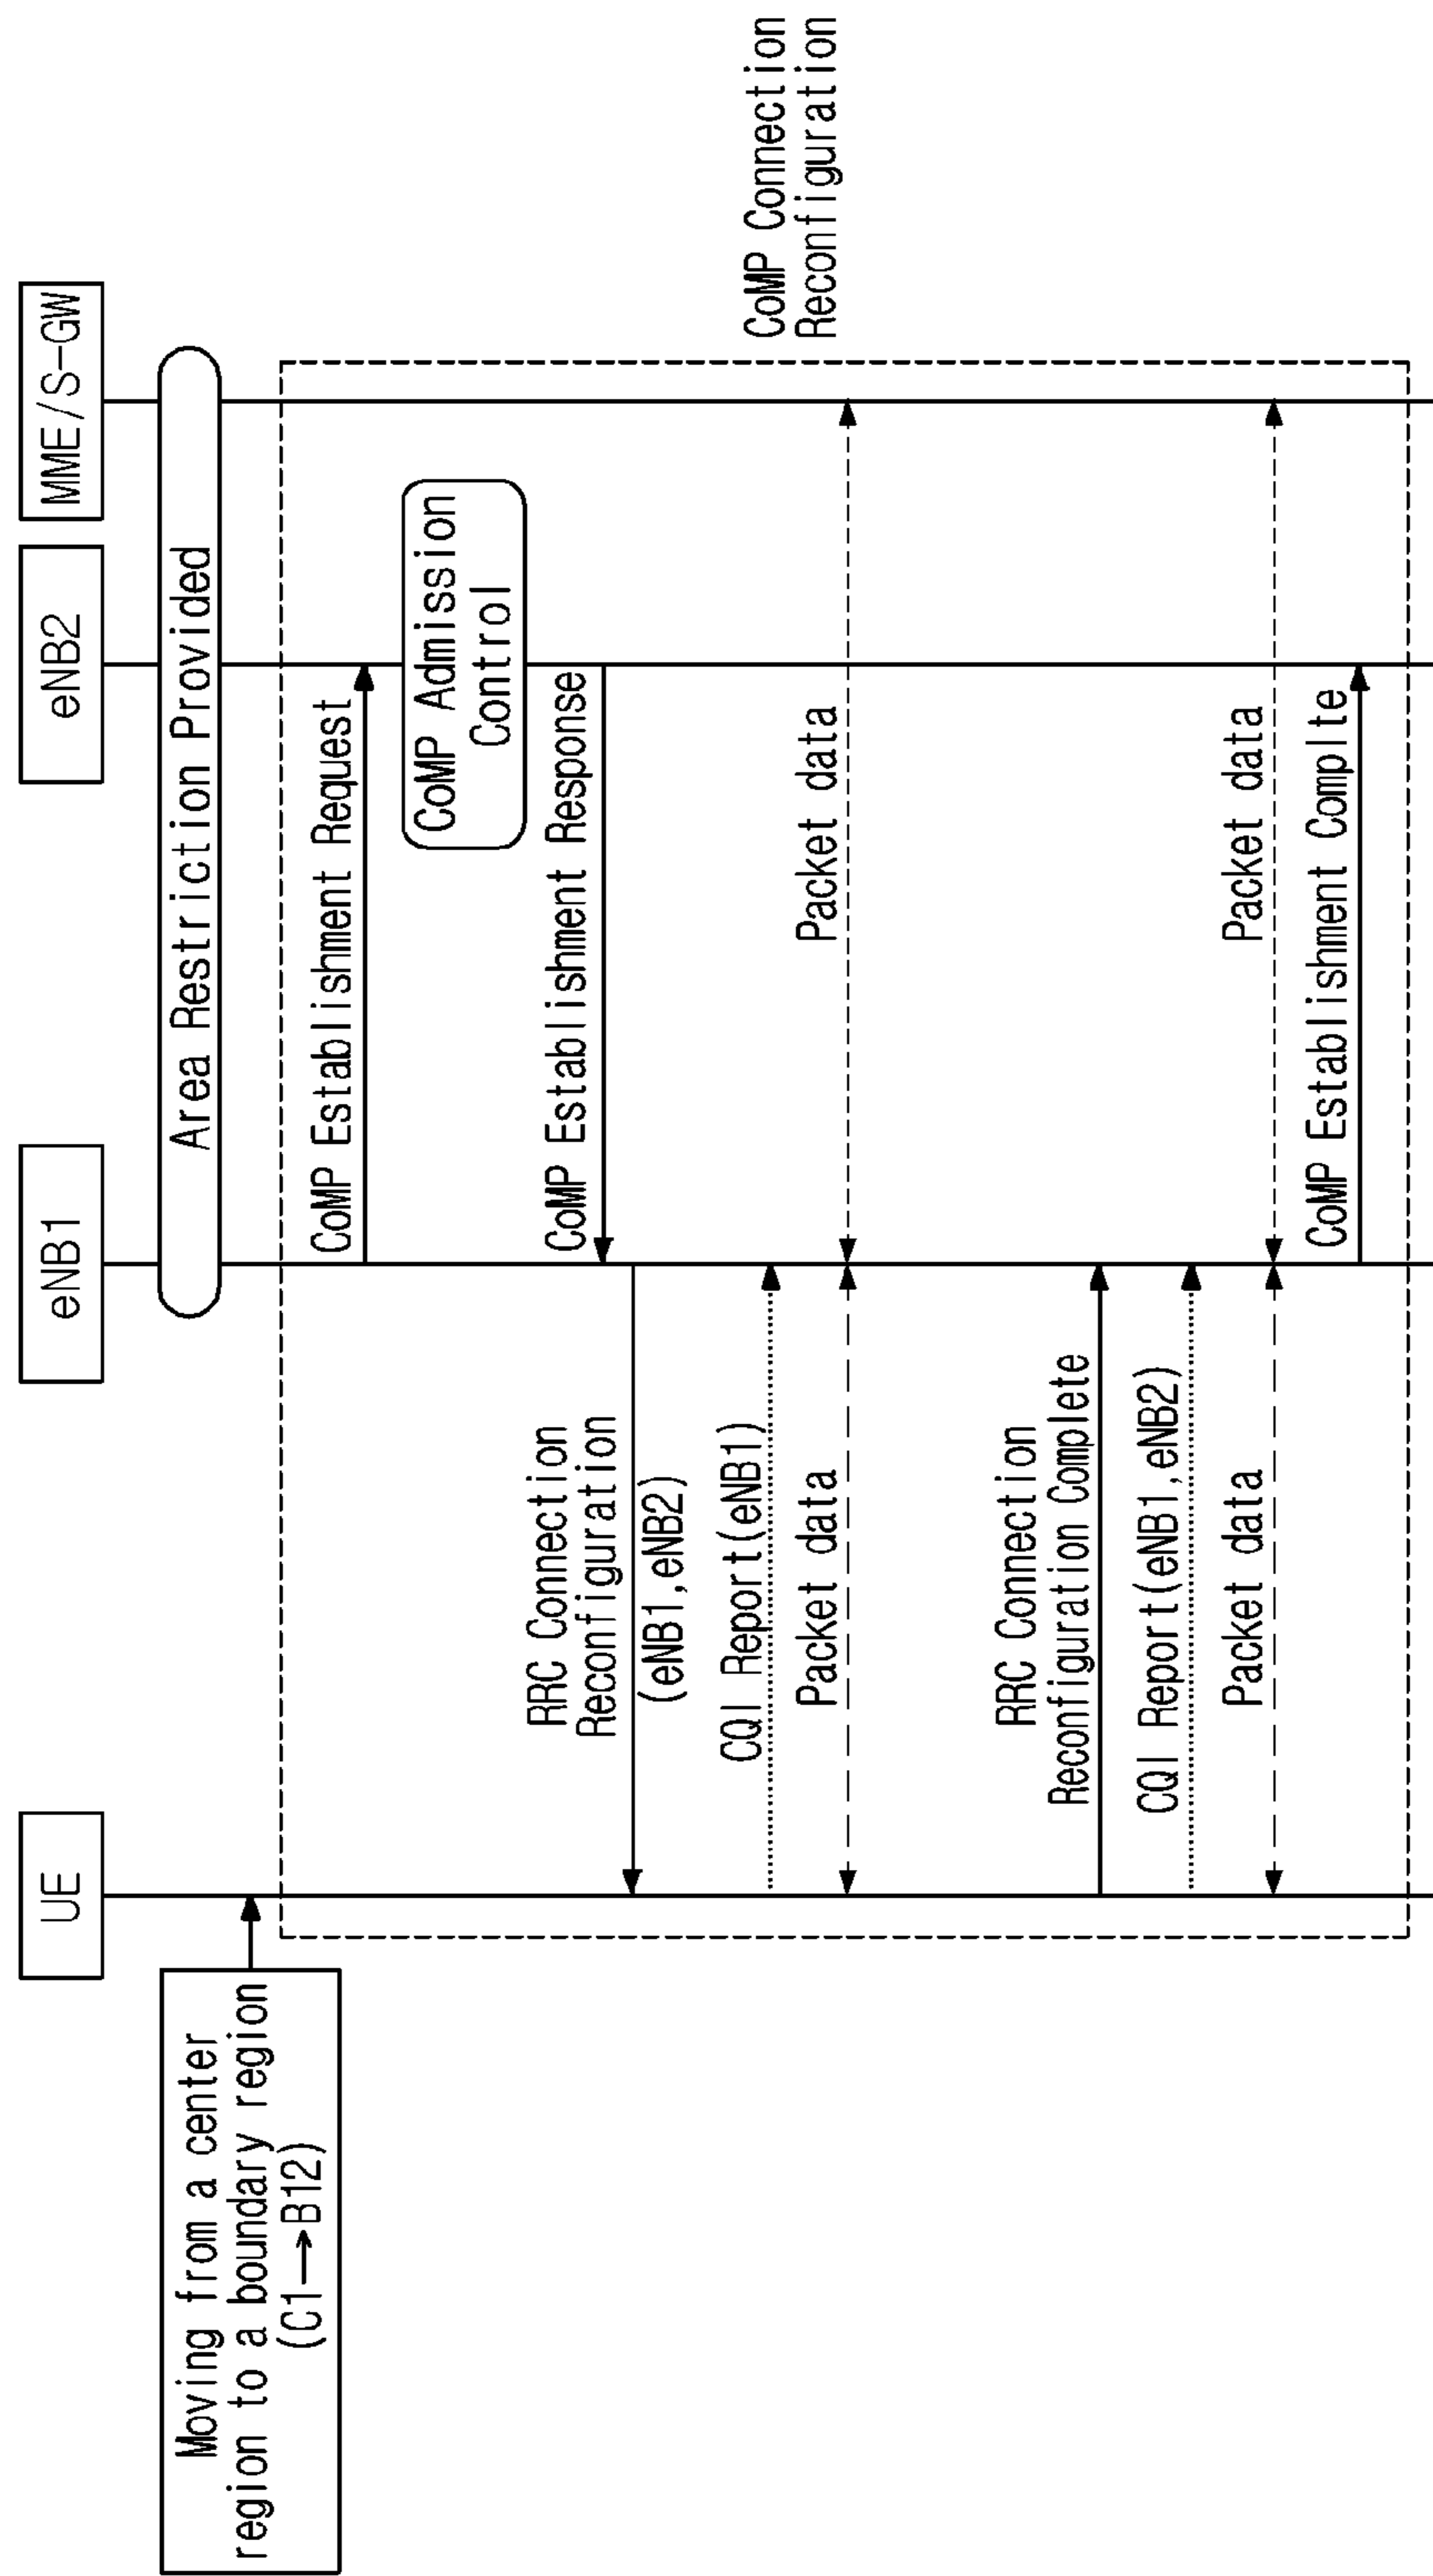 UE
eNB1
eNB2
MME/S-GW
Area Restriction Provided
Moving from a center
region to a boundary region
(C1→B12)
CoMP Establishment Request
CoMP Admission
Control
CoMP Establishment Response
RRC Connection
Reconfiguration
(eNB1,eNB2)
CQI Report(eNB1)
Packet data
Packet data
CoMP Connection
Reconfiguration
RRC Connection
Reconfiguration Complete
CQI Report(eNB1,eNB2)
Packet data
Packet data
CoMP Establishment Complte